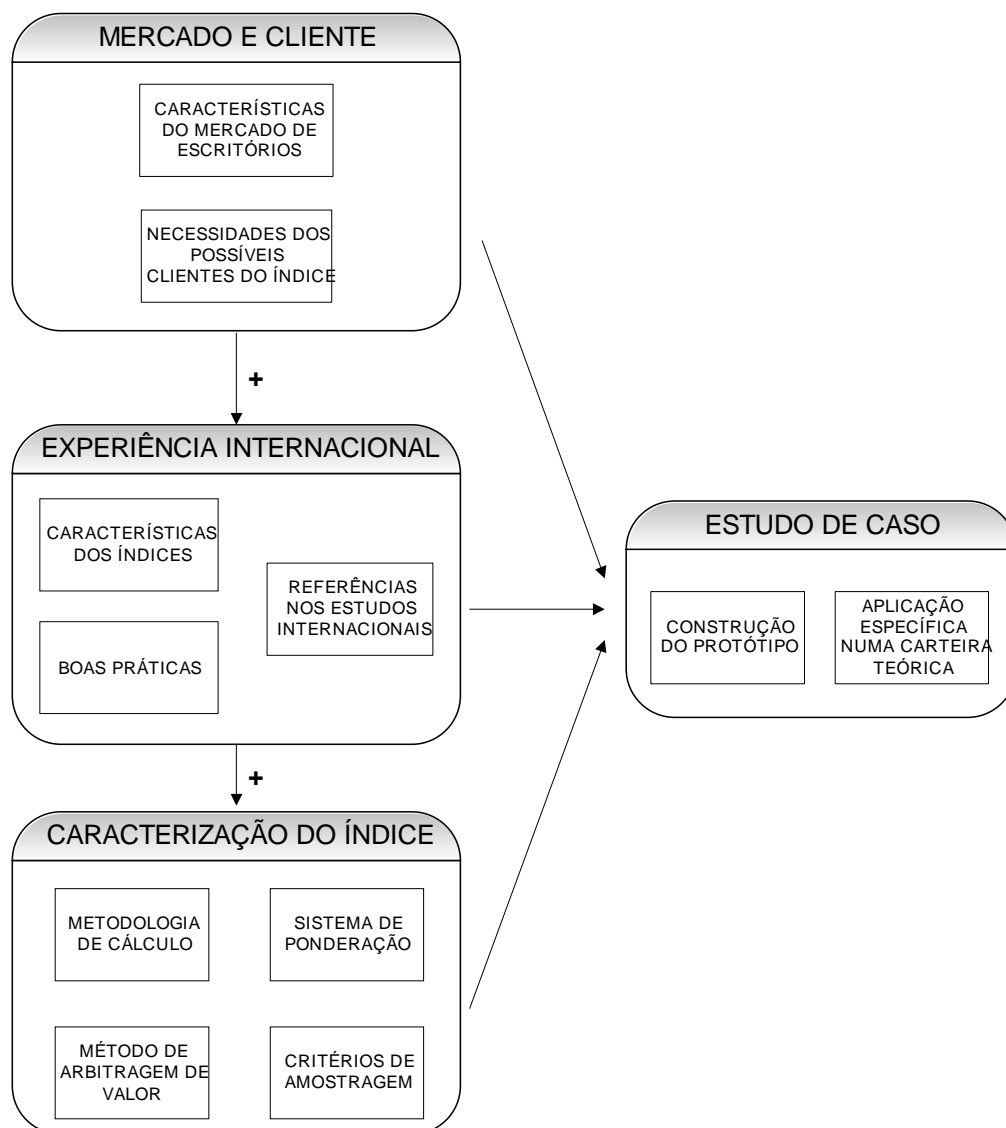 MERCADO E CLIENTE
CARACTERÍSTICAS
DO MERCADO DE
ESCRITÓRIOS
NECESSIDADES DOS
POSSÍVEIS
CLIENTES DO ÍNDICE
+
EXPERIÊNCIA INTERNACIONAL
CARACTERÍSTICAS
DOS ÍNDICES
REFERÊNCIAS
NOS ESTUDOS
INTERNACIONAIS
BOAS PRÁTICAS
+
CARACTERIZAÇÃO DO ÍNDICE
METODOLOGIA
DE CÁLCULO
SISTEMA DE
PONDERAÇÃO
MÉTODO DE
ARBITRAGEM DE
VALOR
CRITÉRIOS DE
AMOSTRAGEM
ESTUDO DE CASO
CONSTRUÇÃO
DO PROTÓTIPO
APLICAÇÃO
ESPECÍFICA
NUMA CARTEIRA
TEÓRICA